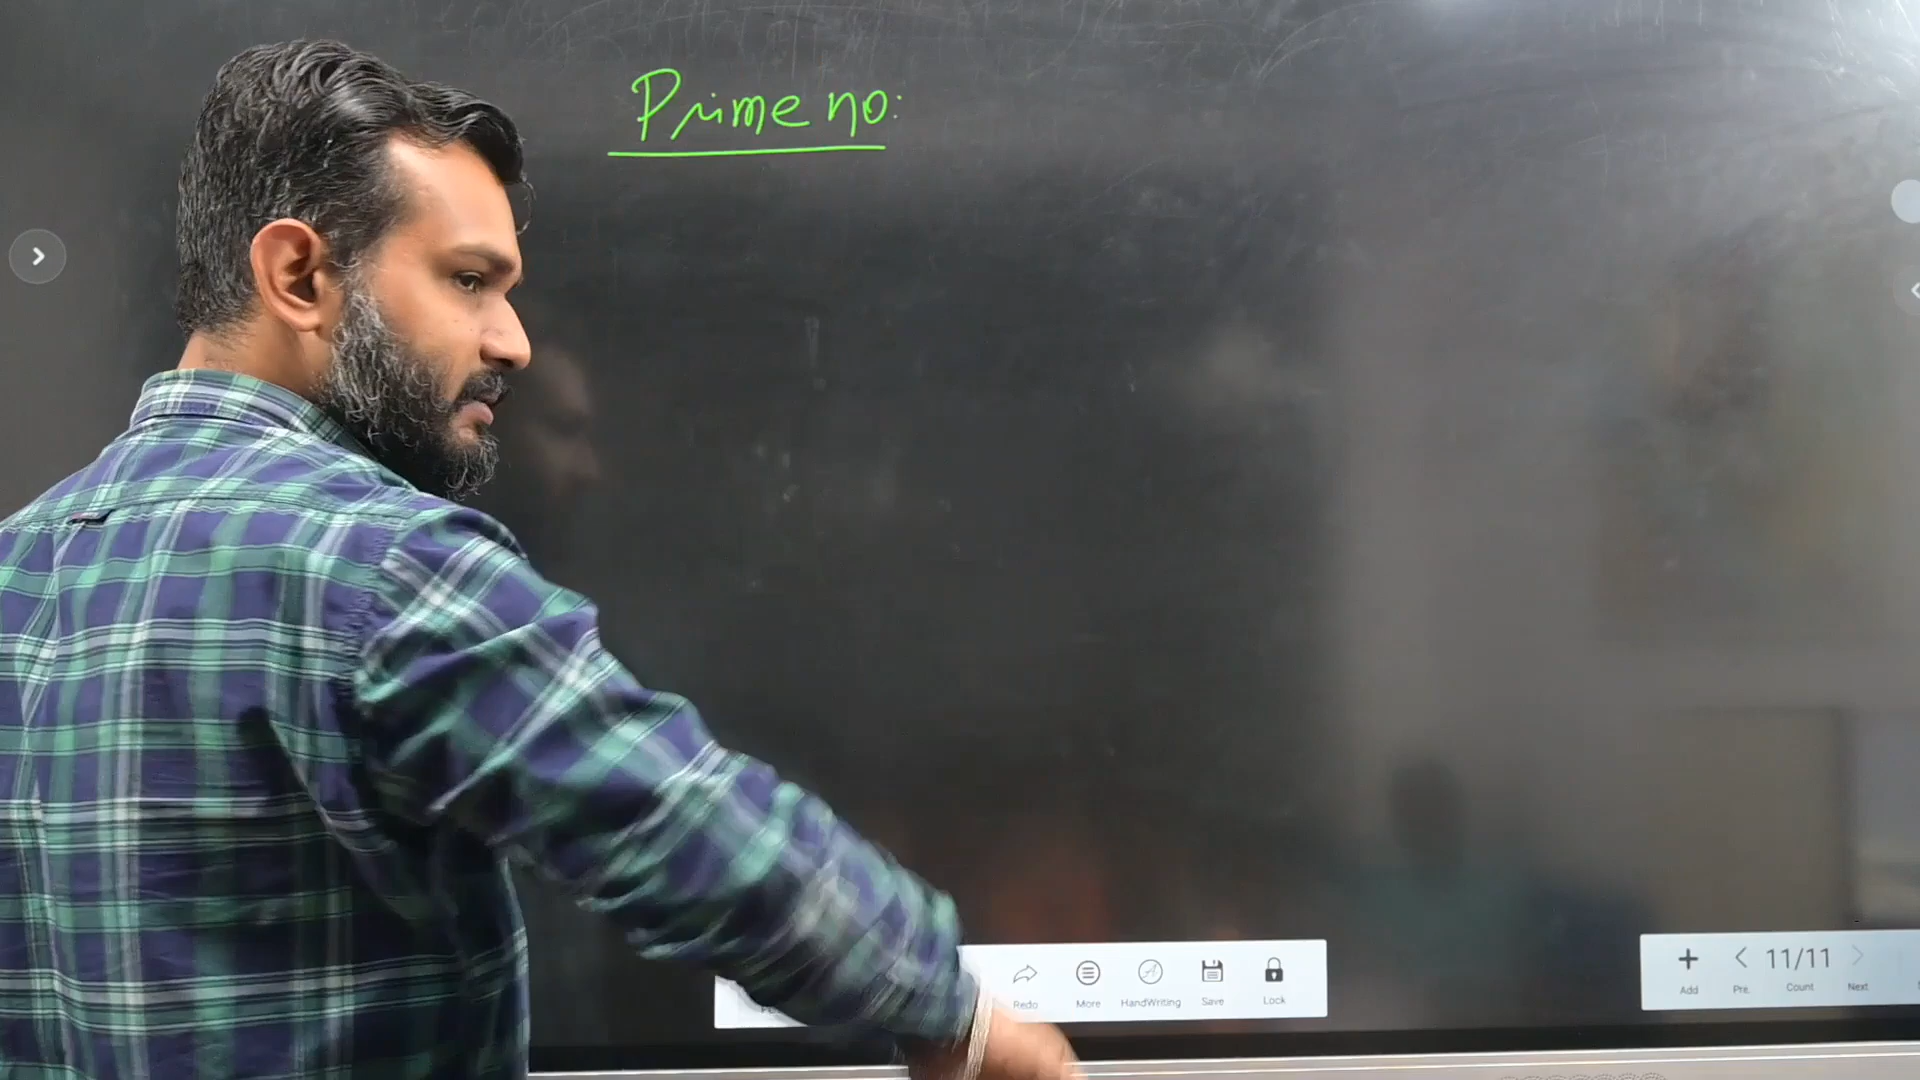 Prime no:
Redo More HandWriting Save Lock
11/11
Add Pre. Count Next